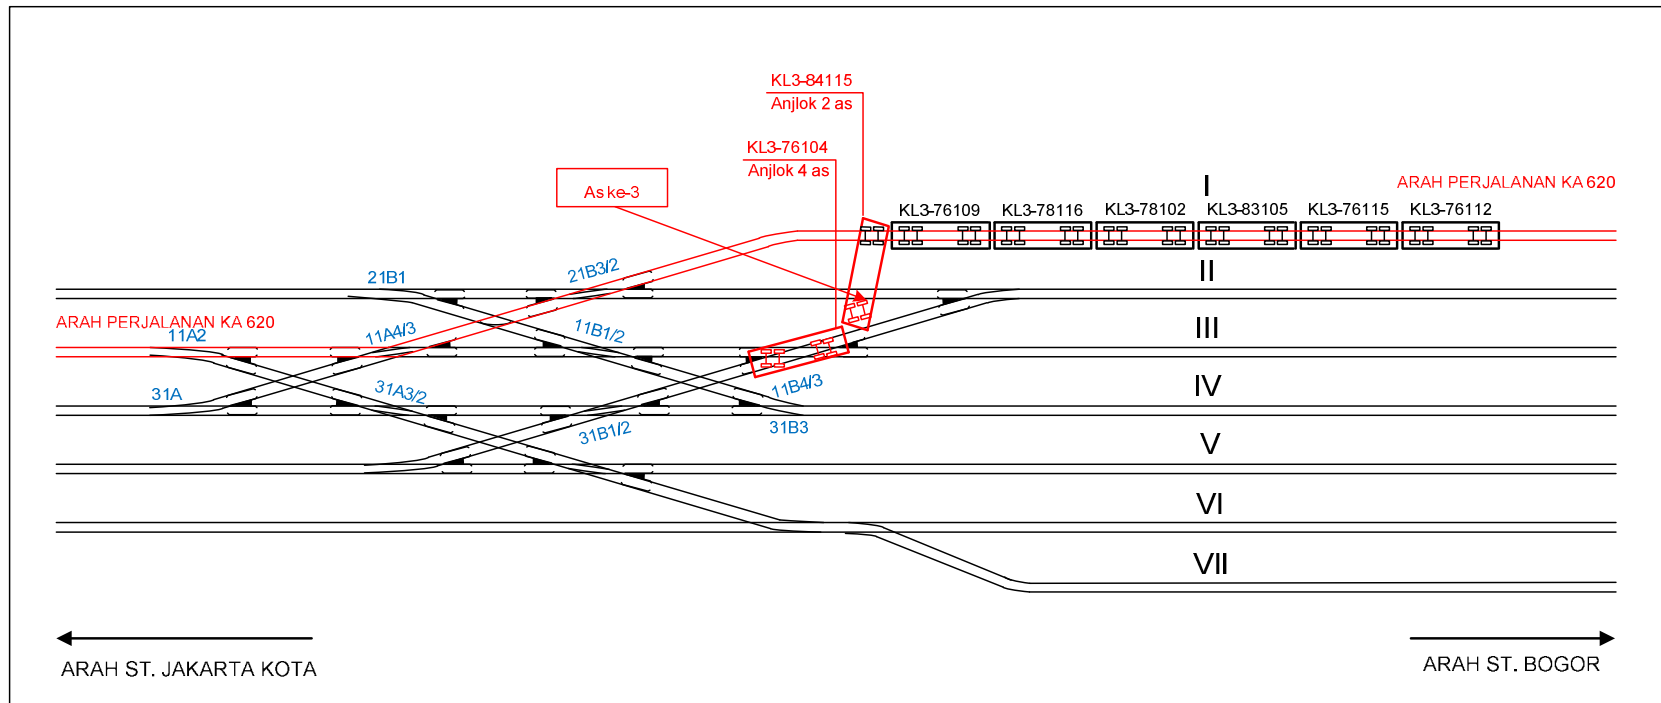 KL3-84115
Anjlok 2 as
KL3-76104
Anjlok 4 as
As ke-3
I
ARAH PERJALANAN KA 620
KL3-76109
KL3-78116
KL3-78102
KL3-83105
KL3-76115
KL3-76112
21B1
21B3/2
II
ARAH PERJALANAN KA 620
11A2
11A4/3
11B1/2
III
31A
31A3/2
11B4/3
IV
31B1/2
31B3
V
VI
VII
ARAH ST. JAKARTA KOTA
ARAH ST. BOGOR